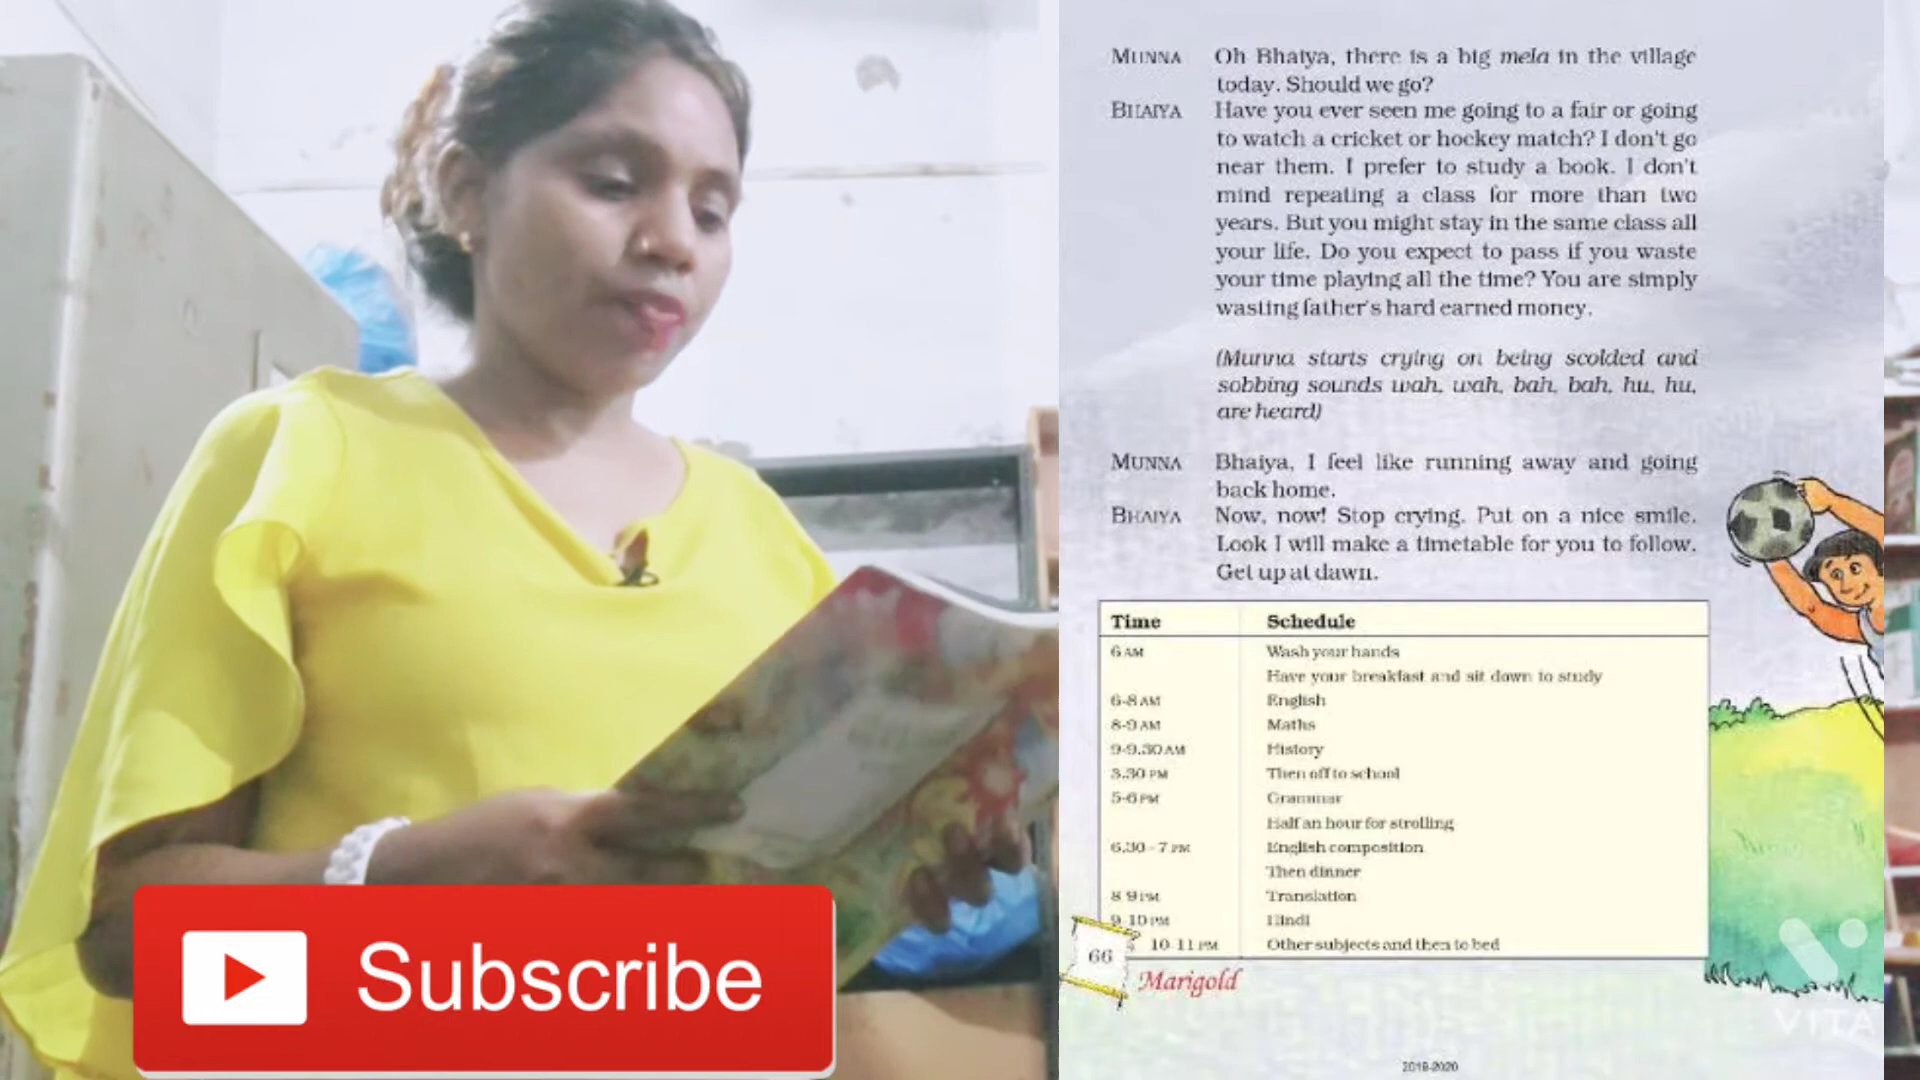 MUNNA Oh Bhaiya, there is a big mela in the village
today. Should we go?
BHAIYA Have you ever seen me going to a fair or going
to watch a cricket or hockey match? I don't go
near them. I prefer to study a book. I don't
mind repeating a class for more than two
years. But you might stay in the same class all
your life. Do you expect to pass if you waste
your time playing all the time? You are simply
wasting father's hard earned money.
(Munna starts crying on being scolded and
sobbing sounds wah, wah, bah, bah, hu, hu,
are heard)
MUNNA Bhaiya, I feel like running away and going
back home.
BHAIYA Now, now! Stop crying. Put on a nice smile.
Look I will make a timetable for you to follow.
Get up at dawn.
Time Schedule
6 AM Wash your hands
Have your breakfast and sit down to study
6-8 AM English
8-9 AM Maths
9-9.30 AM History
3.30 PM Then off to school
5-6 PM Grammar
Half an hour for strolling
6.30 - 7 PM English composition
Then dinner
8 9 PM Translation
9-10 PM Hindi
10-11 PM Other subjects and then to bed
66
Marigold
2019-2020
Subscribe
VITA